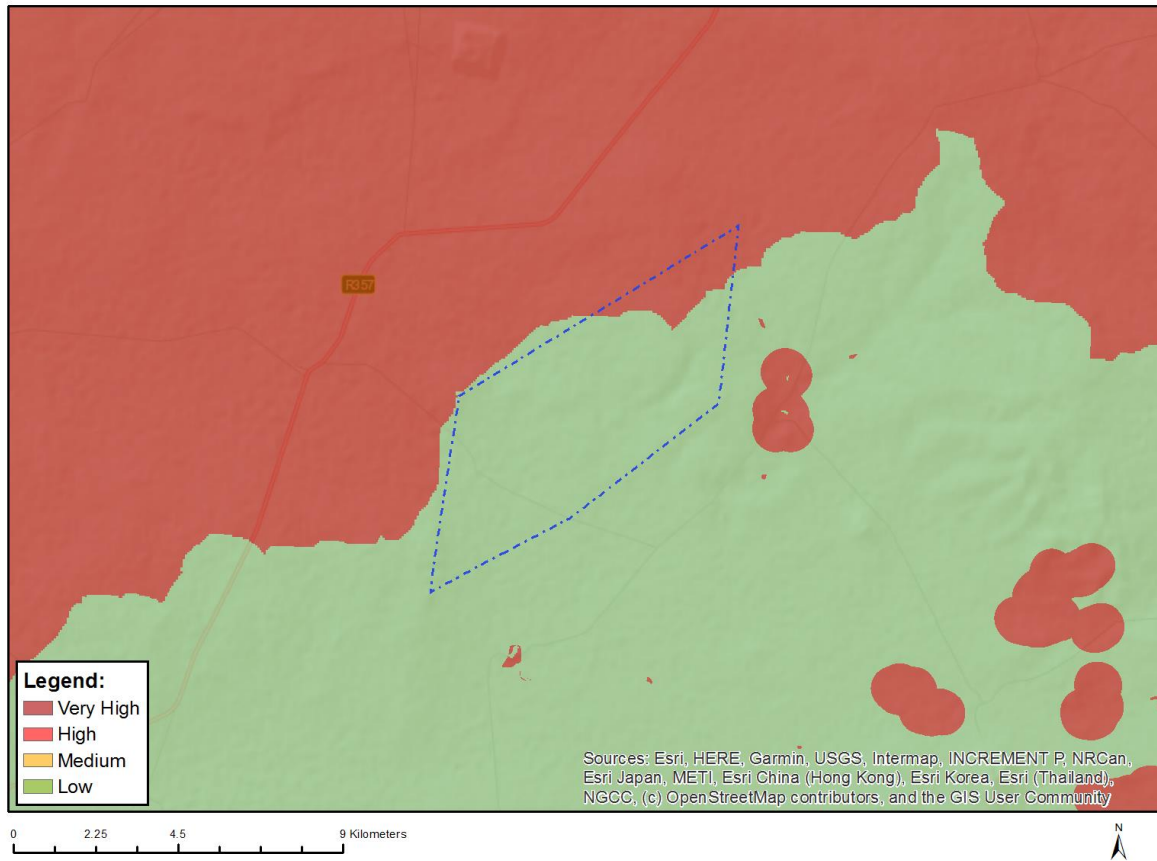 R357
Legend:
Very High
High
Medium
Low
Sources: Esri, HERE, Garmin, USGS, Intermap, INCREMENT P, NRCan,
Esri Japan, METI, Esri China (Hong Kong), Esri Korea, Esri (Thailand),
NGCC, (c) OpenStreetMap contributors, and the GIS User Community
0 2.25 4.5 9 Kilometers
N